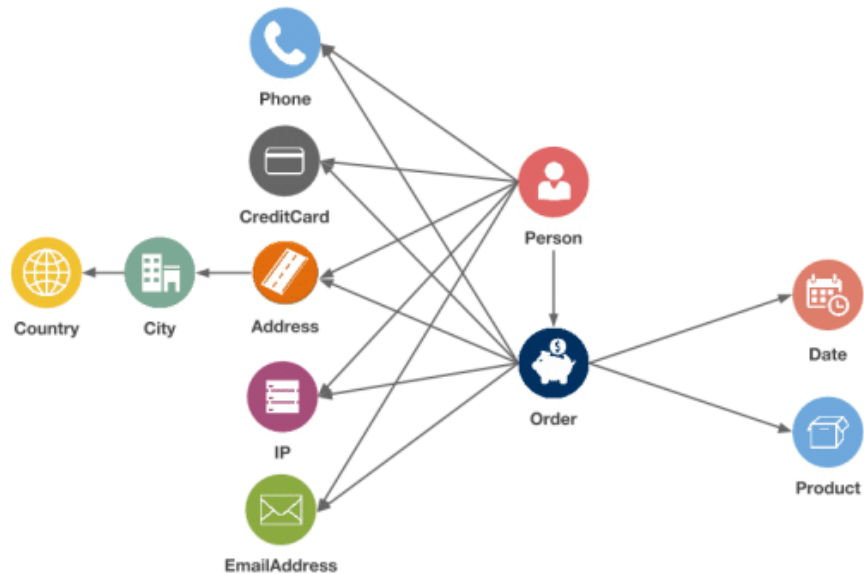 Phone
CreditCard
Person
Country
City
Address
Date
Order
IP
Product
EmailAddress
$